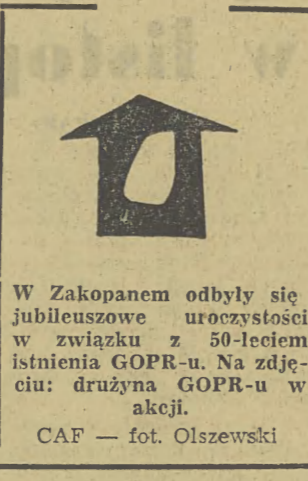 W Zakopanem odbyły się
jubileuszowe uroczystości
w związku z 50-leciem
istnienia GOPR-u. Na zdję-
ciu: drużyna GOPR-u w
akcji.
CAF — fot. Olszewski